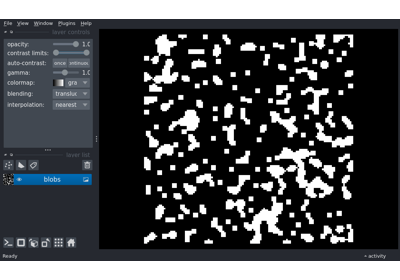 File View Window Plugins Help
layer controls
opacity: 1.0
contrast limits:
auto-contrast: once
gamma: 1.0
colormap: gra
blending: transluc
interpolation: nearest
layer list
blobs
Ready
activity